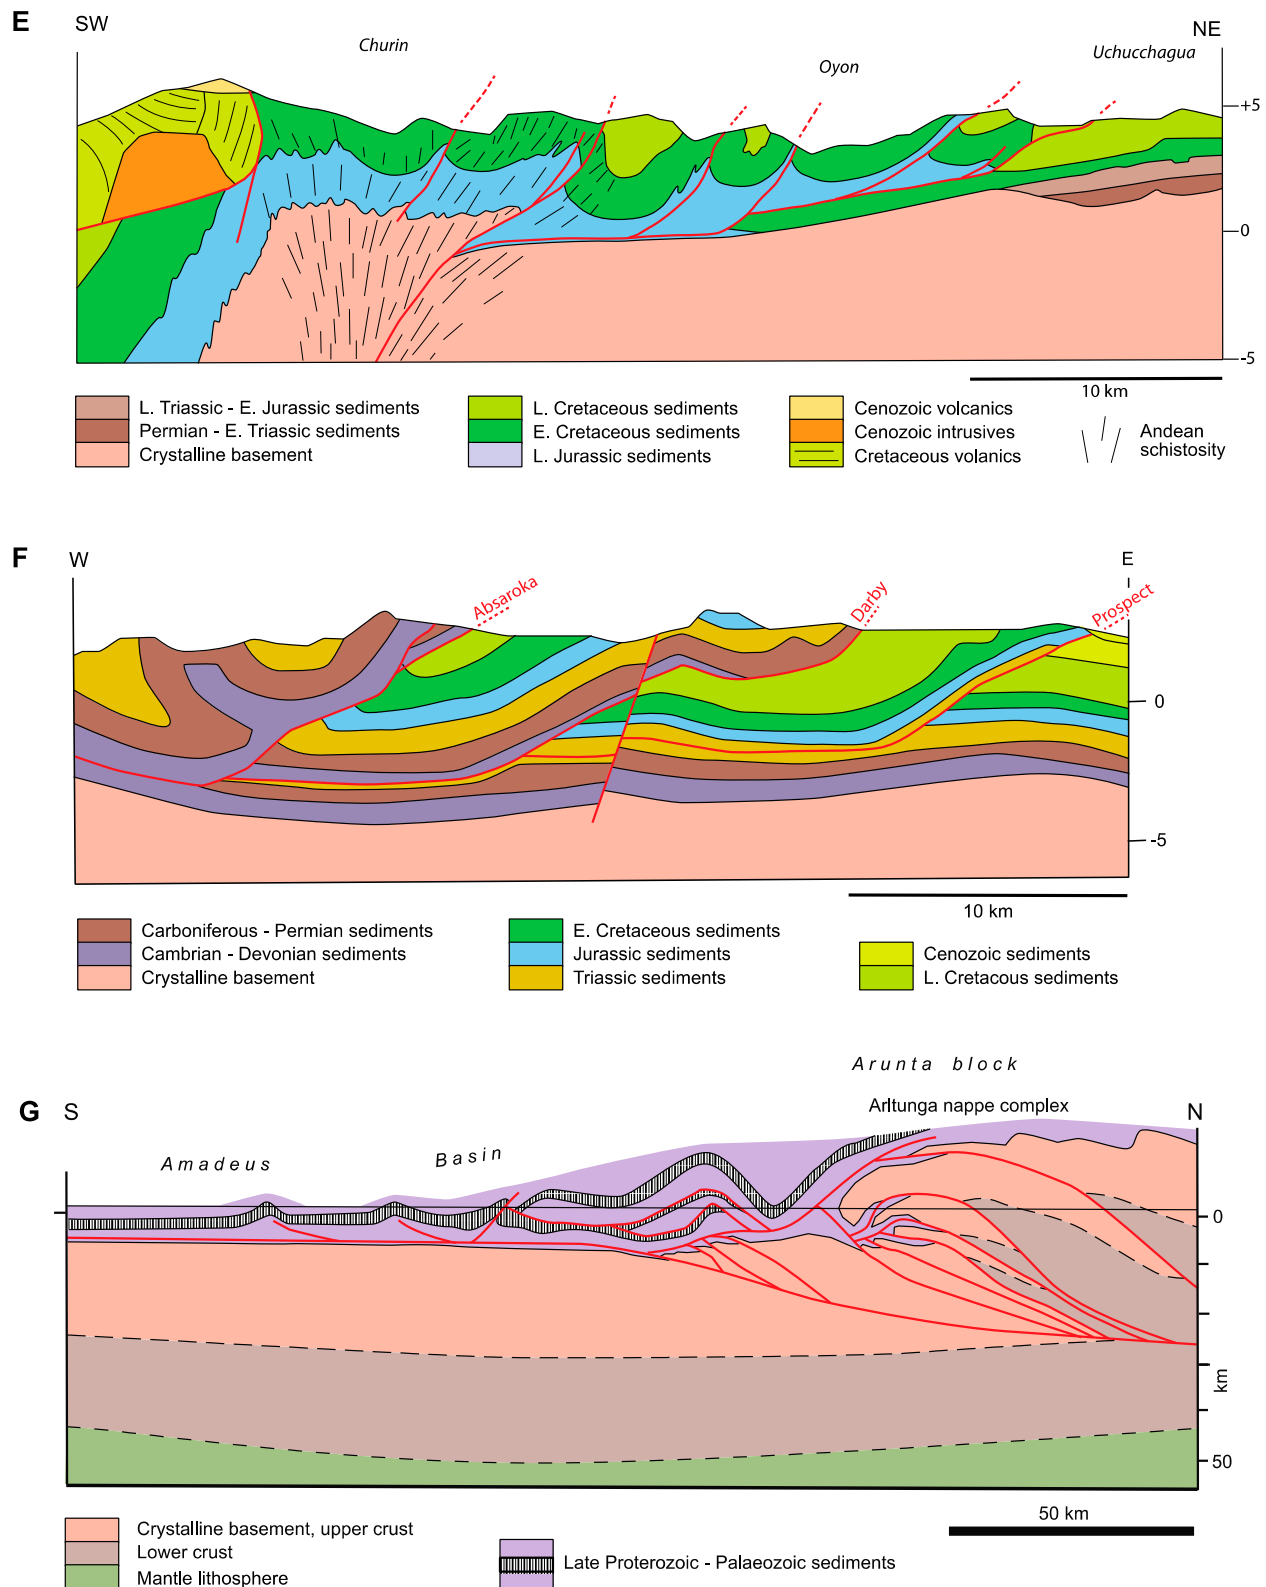 E
SW
Churin
Oyon
Uchucchagua
NE
+5
0
-5
10 km
L. Triassic - E. Jurassic sediments
Permian - E. Triassic sediments
Crystalline basement
L. Cretaceous sediments
E. Cretaceous sediments
L. Jurassic sediments
Cenozoic volcanics
Cenozoic intrusives
Cretaceous volanics
Andean
schistosity
F
W
E
Absaroka
Darby
Prospect
0
-5
10 km
Carboniferous - Permian sediments
Cambrian - Devonian sediments
Crystalline basement
E. Cretaceous sediments
Jurassic sediments
Triassic sediments
Cenozoic sediments
L. Cretacous sediments
G
S
N
Arunta block
Arltunga nappe complex
Amadeus Basin
0
km
50
50 km
Crystalline basement, upper crust
Lower crust
Mantle lithosphere
Late Proterozoic - Palaeozoic sediments